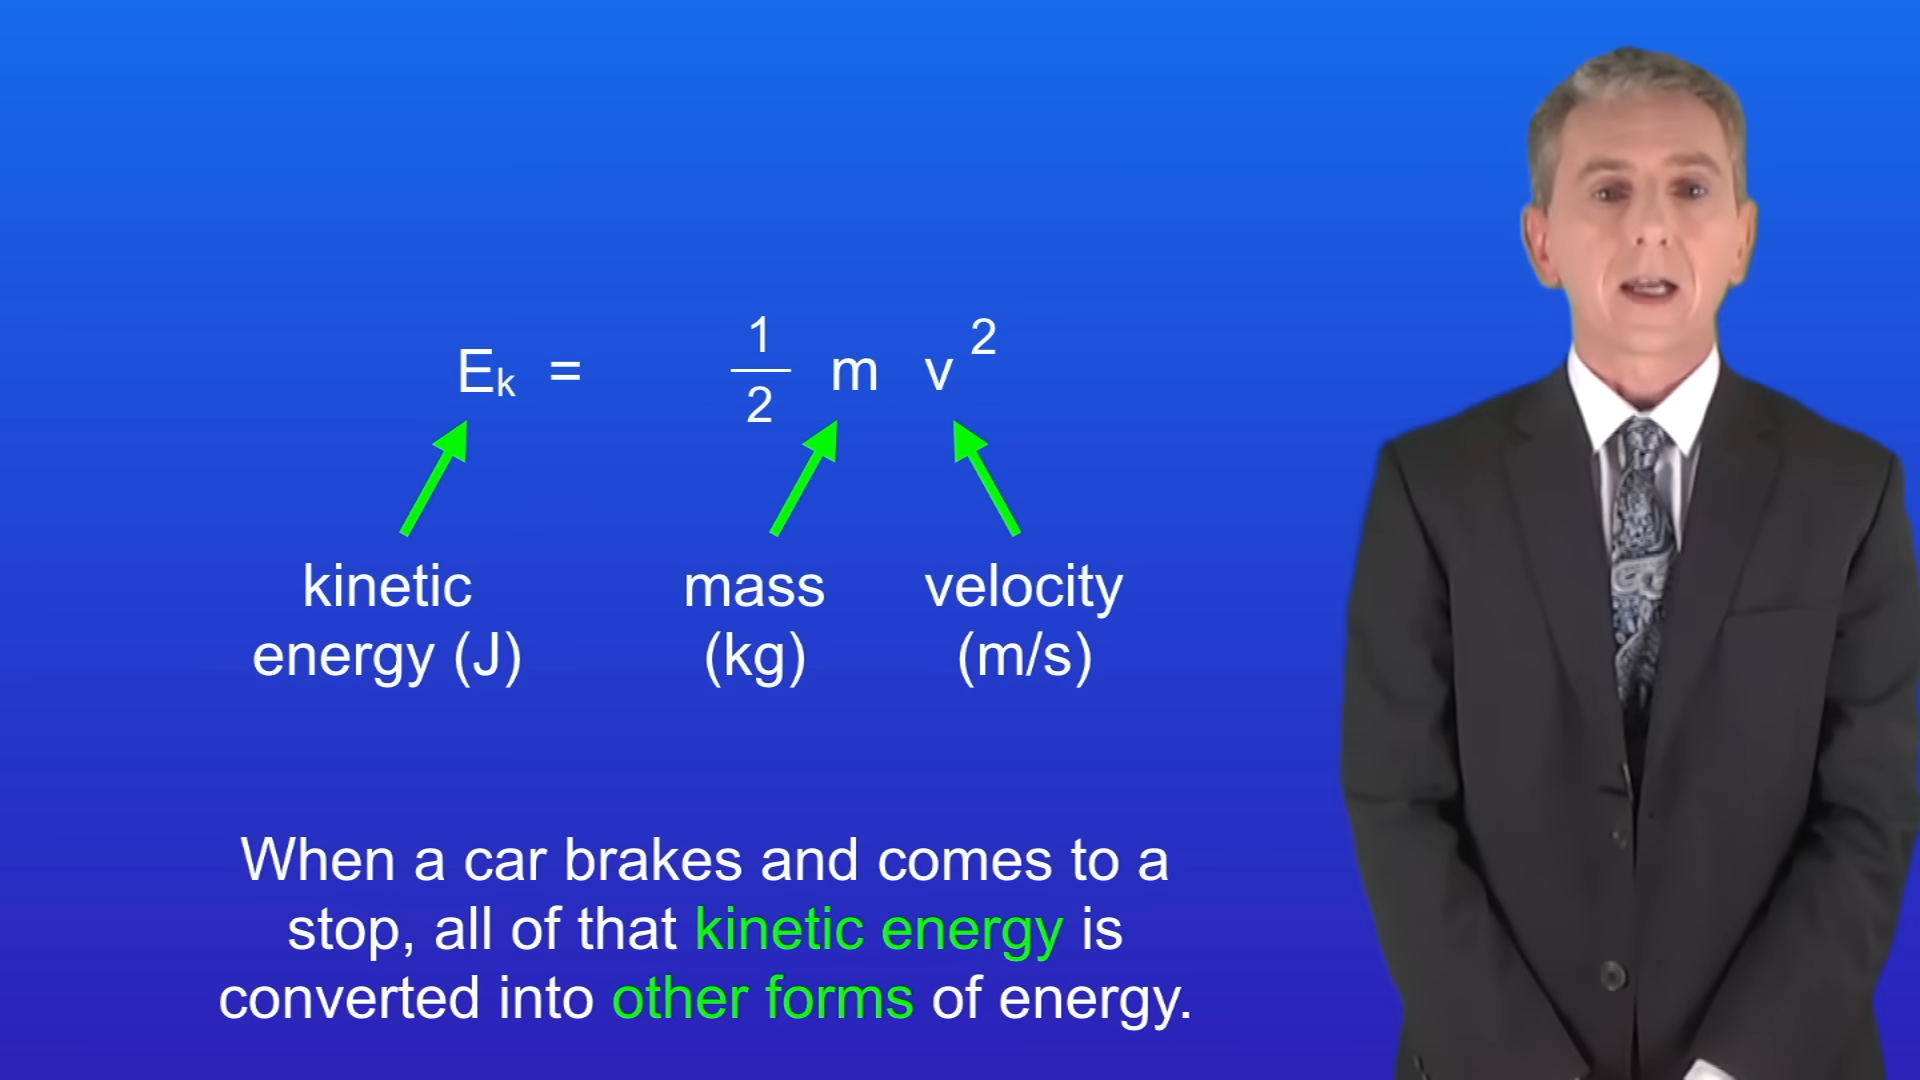 Eₖ = 1/2 m v²
kinetic energy (J)
mass (kg)
velocity (m/s)
When a car brakes and comes to a
stop, all of that kinetic energy is
converted into other forms of energy.